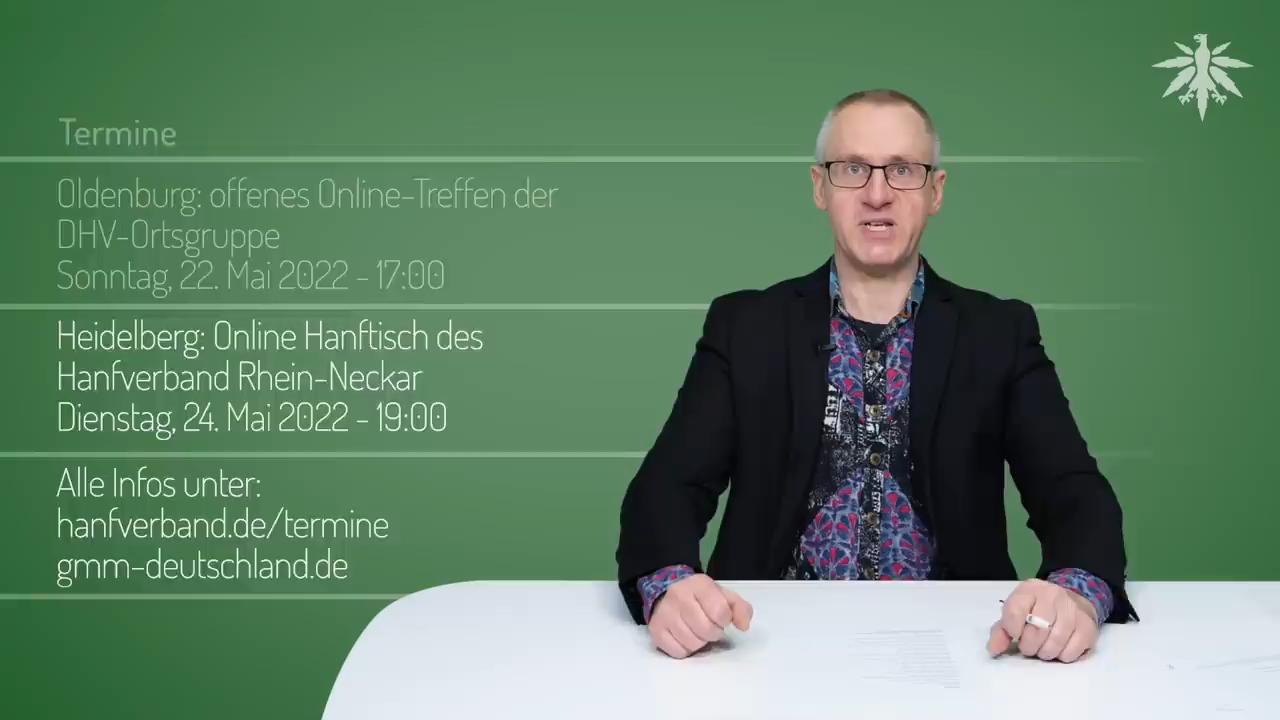 Termine
Oldenburg: offenes Online-Treffen der
DHV-Ortsgruppe
Sonntag, 22. Mai 2022 - 17:00
Heidelberg: Online Hanftisch des
Hanfverband Rhein-Neckar
Dienstag, 24. Mai 2022 - 19:00
Alle Infos unter:
hanfverband.de/termine
gmm-deutschland.de